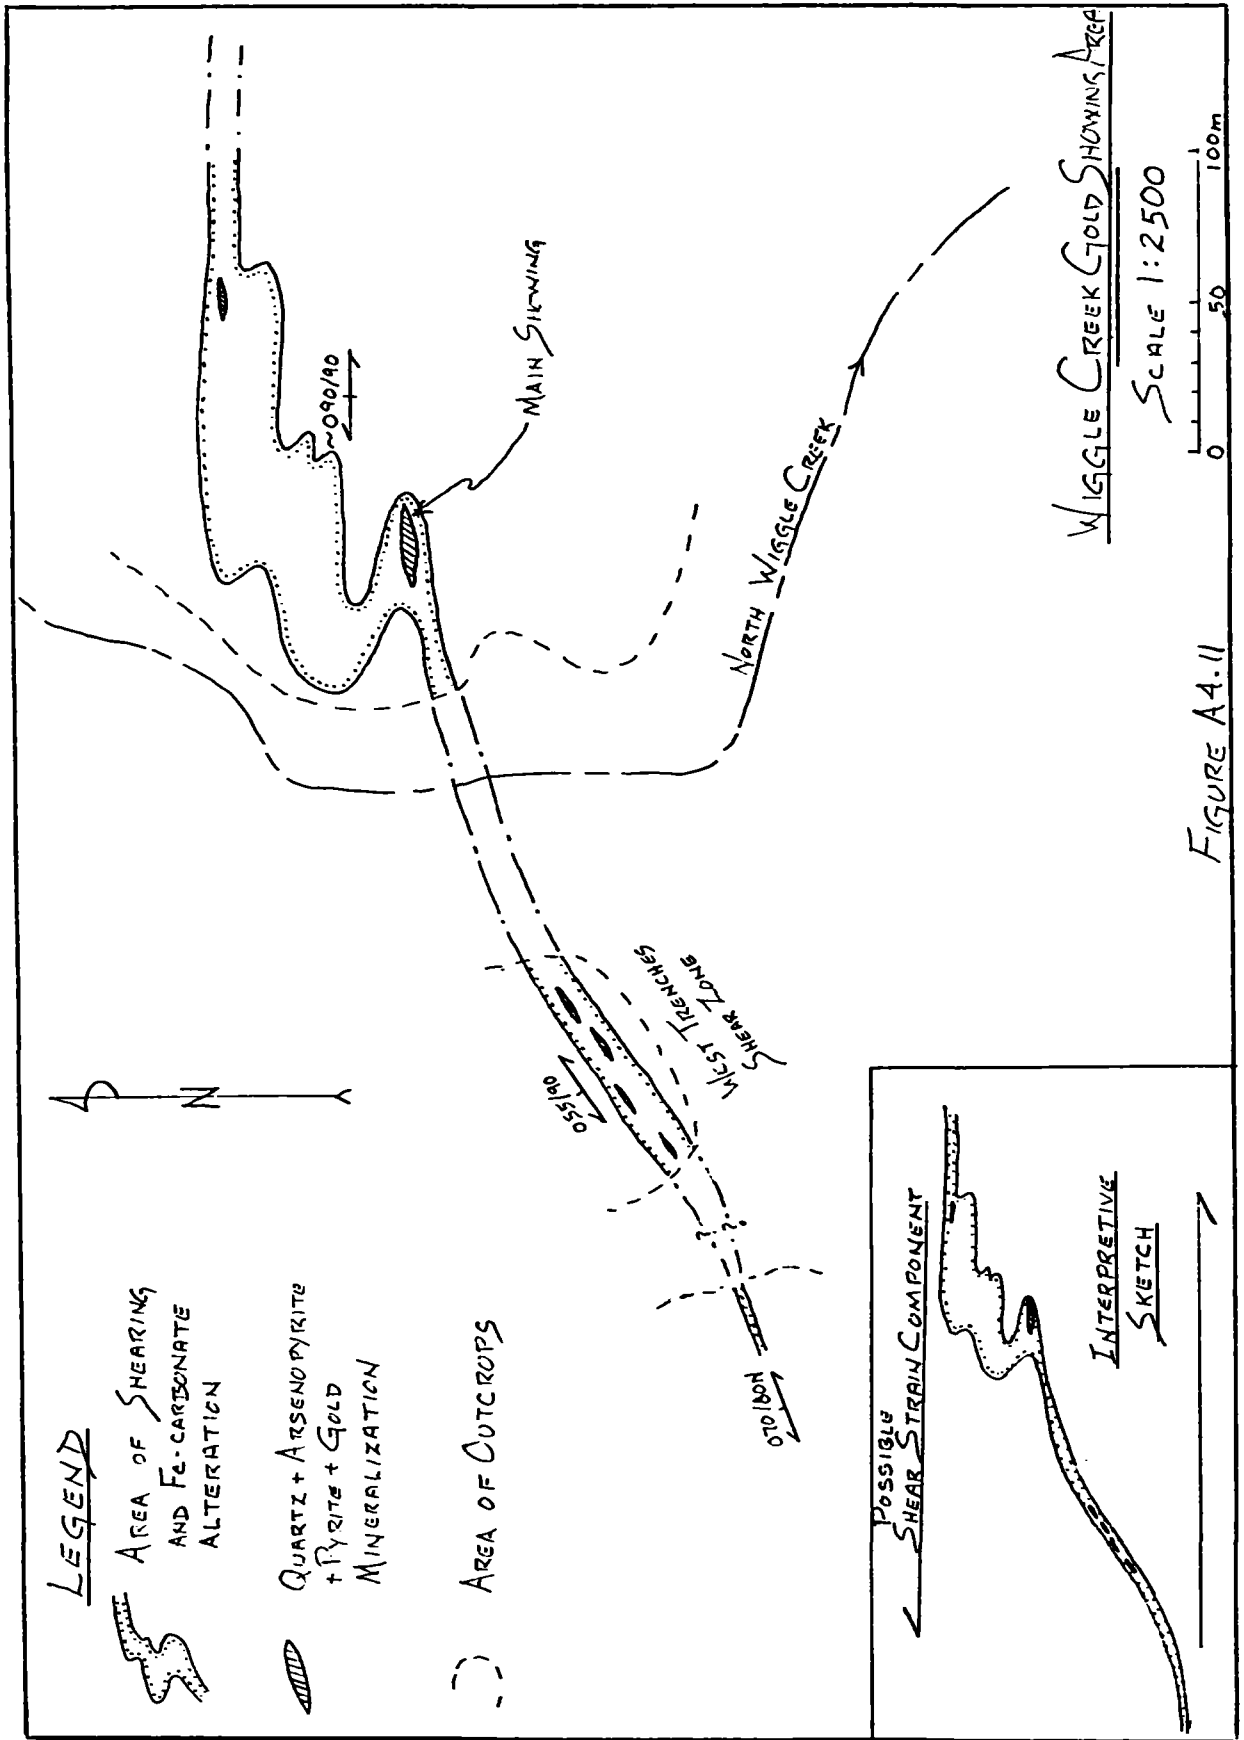 LEGEND
AREA OF SHEARING
AND Fe-CARBONATE
ALTERATION
QUARTZ + ARSENOPYRITE
+ PYRITE + GOLD
MINERALIZATION
AREA OF OUTCROPS
N
~090/90
MAIN SHOWING
055/90
WEST TRENCHES
SHEAR ZONE
?
?
070/80N
NORTH WIGGLE CREEK
POSSIBLE
SHEAR STRAIN COMPONENT
INTERPRETIVE
SKETCH
WIGGLE CREEK GOLD SHOWING AREA
SCALE 1:2500
0 50 100m
FIGURE A4.11